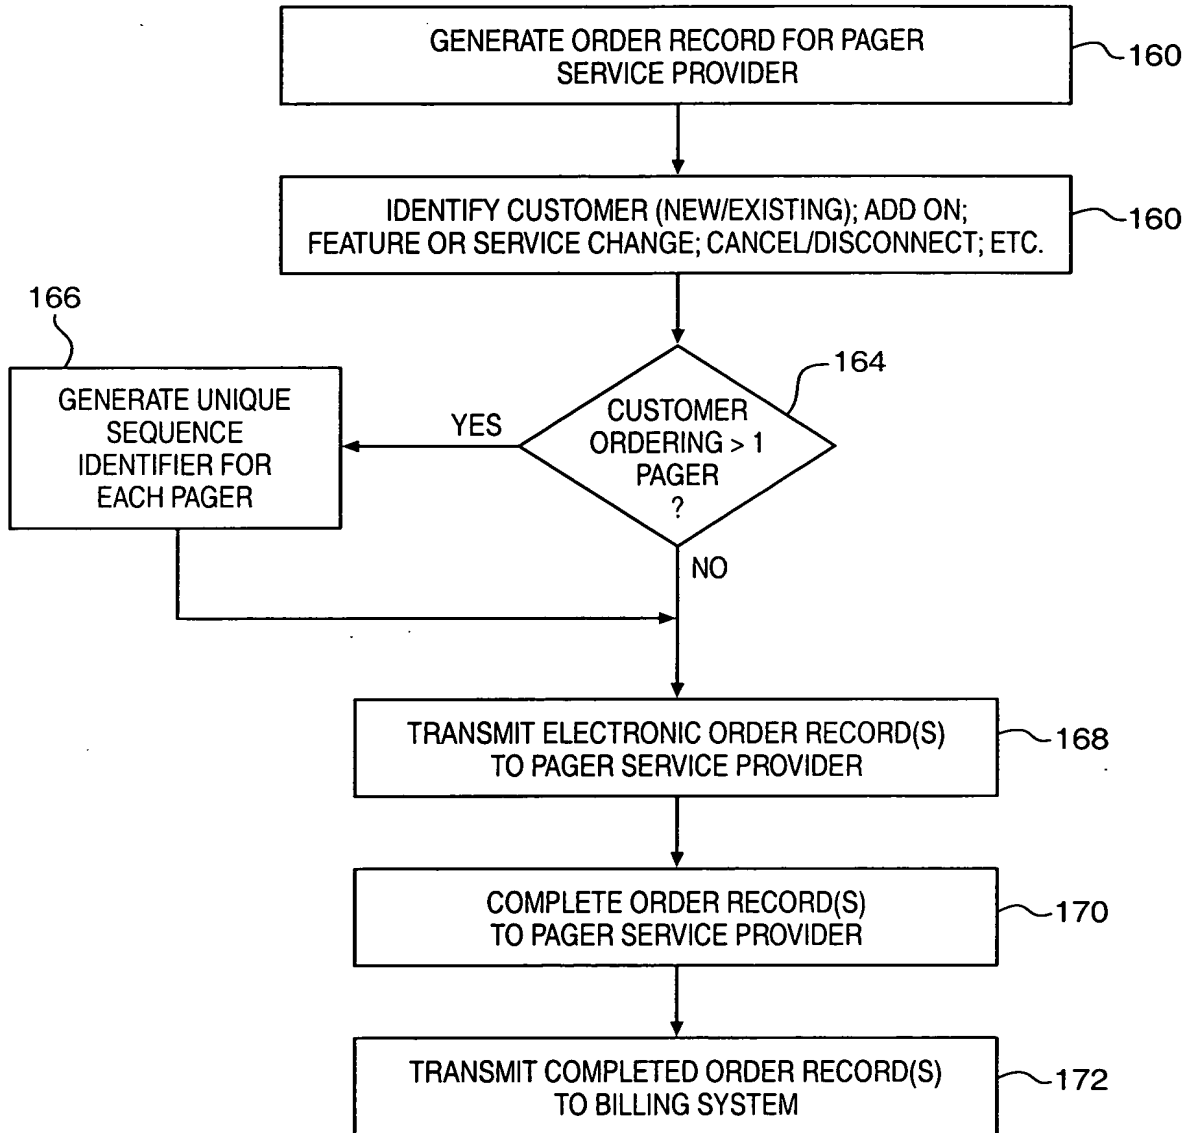 GENERATE ORDER RECORD FOR PAGER
SERVICE PROVIDER
160
IDENTIFY CUSTOMER (NEW/EXISTING); ADD ON;
FEATURE OR SERVICE CHANGE; CANCEL/DISCONNECT; ETC.
160
166
GENERATE UNIQUE
SEQUENCE
IDENTIFIER FOR
EACH PAGER
YES
164
CUSTOMER
ORDERING > 1
PAGER
?
NO
TRANSMIT ELECTRONIC ORDER RECORD(S)
TO PAGER SERVICE PROVIDER
168
COMPLETE ORDER RECORD(S)
TO PAGER SERVICE PROVIDER
170
TRANSMIT COMPLETED ORDER RECORD(S)
TO BILLING SYSTEM
172